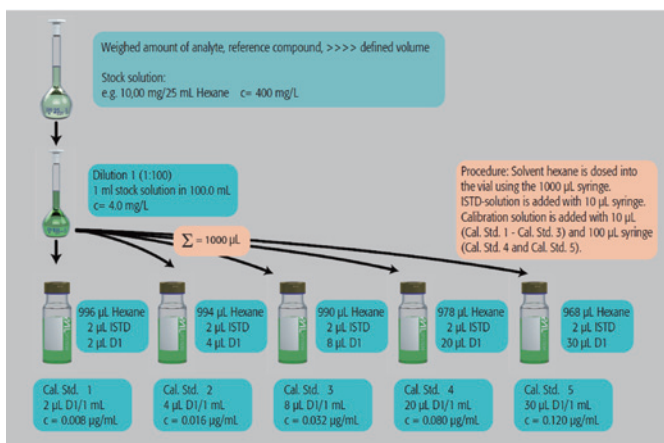 Weighed amount of analyte, reference compound, >>>> defined volume
Stock solution:
e.g. 10,00 mg/25 mL Hexane c= 400 mg/L
Dilution 1 (1:100)
1 ml stock solution in 100.0 mL
c= 4.0 mg/L
Procedure: Solvent hexane is dosed into
the vial using the 1000 µL syringe.
ISTD-solution is added with 10 µL syringe.
Calibration solution is added with 10 µL
(Cal. Std. 1 - Cal. Std. 3) and 100 µL syringe
(Cal. Std. 4 and Cal. Std. 5).
∑ = 1000 µL
996 µL Hexane
2 µL ISTD
2 µL D1
994 µL Hexane
2 µL ISTD
4 µL D1
990 µL Hexane
2 µL ISTD
8 µL D1
978 µL Hexane
2 µL ISTD
20 µL D1
968 µL Hexane
2 µL ISTD
30 µL D1
Cal. Std. 1
2 µL D1/1 mL
c = 0.008 µg/mL
Cal. Std. 2
4 µL D1/1 mL
c = 0.016 µg/mL
Cal. Std. 3
8 µL D1/1 mL
c = 0.032 µg/mL
Cal. Std. 4
20 µL D1/1 mL
c = 0.080 µg/mL
Cal. Std. 5
30 µL D1/1 mL
c = 0.120 µg/mL